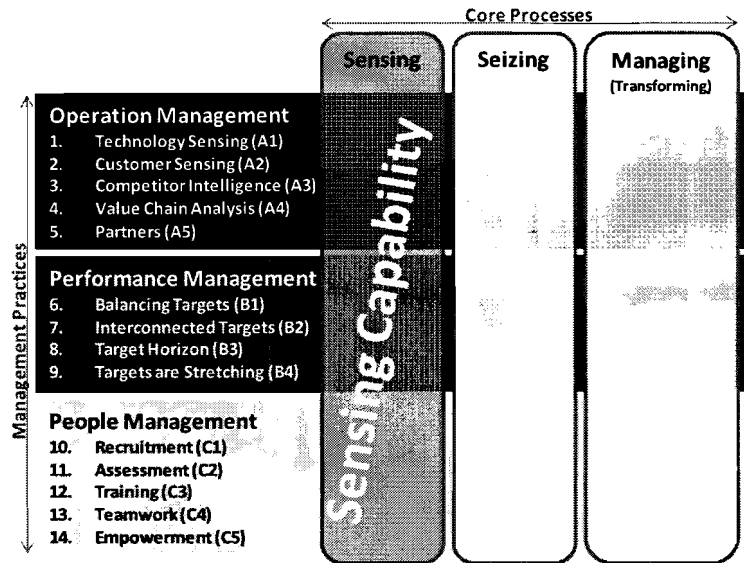 Core Processes
Sensing
Seizing
Managing
(Transforming)
Management Practices
Operation Management
1. Technology Sensing (A1)
2. Customer Sensing (A2)
3. Competitor Intelligence (A3)
4. Value Chain Analysis (A4)
5. Partners (A5)
Performance Management
6. Balancing Targets (B1)
7. Interconnected Targets (B2)
8. Target Horizon (B3)
9. Targets are Stretching (B4)
People Management
10. Recruitment (C1)
11. Assessment (C2)
12. Training (C3)
13. Teamwork (C4)
14. Empowerment (C5)
Sensing Capability